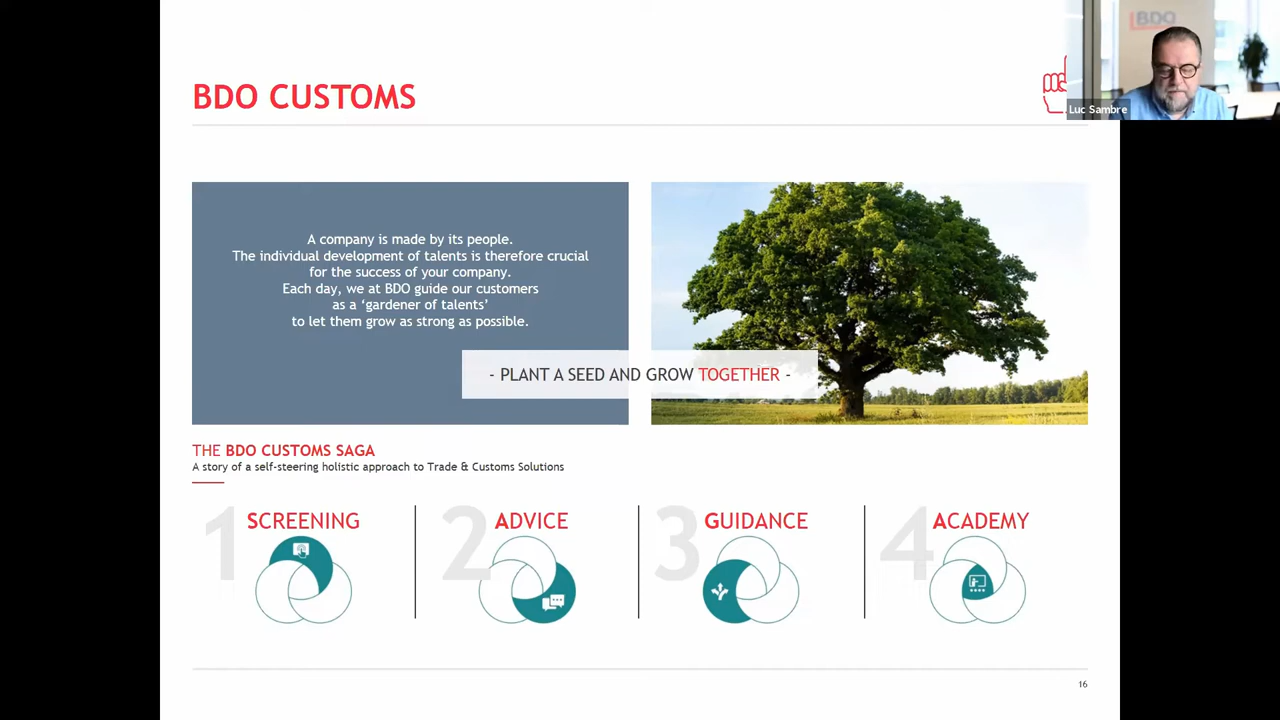 BDO CUSTOMS
BDO
Luc Sambre
A company is made by its people.
The individual development of talents is therefore crucial
for the success of your company.
Each day, we at BDO guide our customers
as a ‘gardener of talents’
to let them grow as strong as possible.
- PLANT A SEED AND GROW TOGETHER -
THE BDO CUSTOMS SAGA
A story of a self-steering holistic approach to Trade & Customs Solutions
1 SCREENING
2 ADVICE
3 GUIDANCE
4 ACADEMY
16